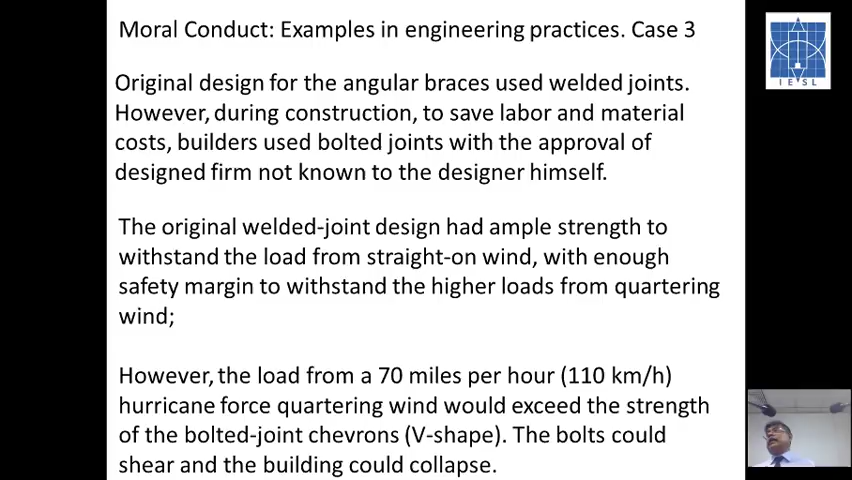 Moral Conduct: Examples in engineering practices. Case 3
Original design for the angular braces used welded joints.
However, during construction, to save labor and material
costs, builders used bolted joints with the approval of
designed firm not known to the designer himself.
The original welded-joint design had ample strength to
withstand the load from straight-on wind, with enough
safety margin to withstand the higher loads from quartering
wind;
However, the load from a 70 miles per hour (110 km/h)
hurricane force quartering wind would exceed the strength
of the bolted-joint chevrons (V-shape). The bolts could
shear and the building could collapse.
IESL